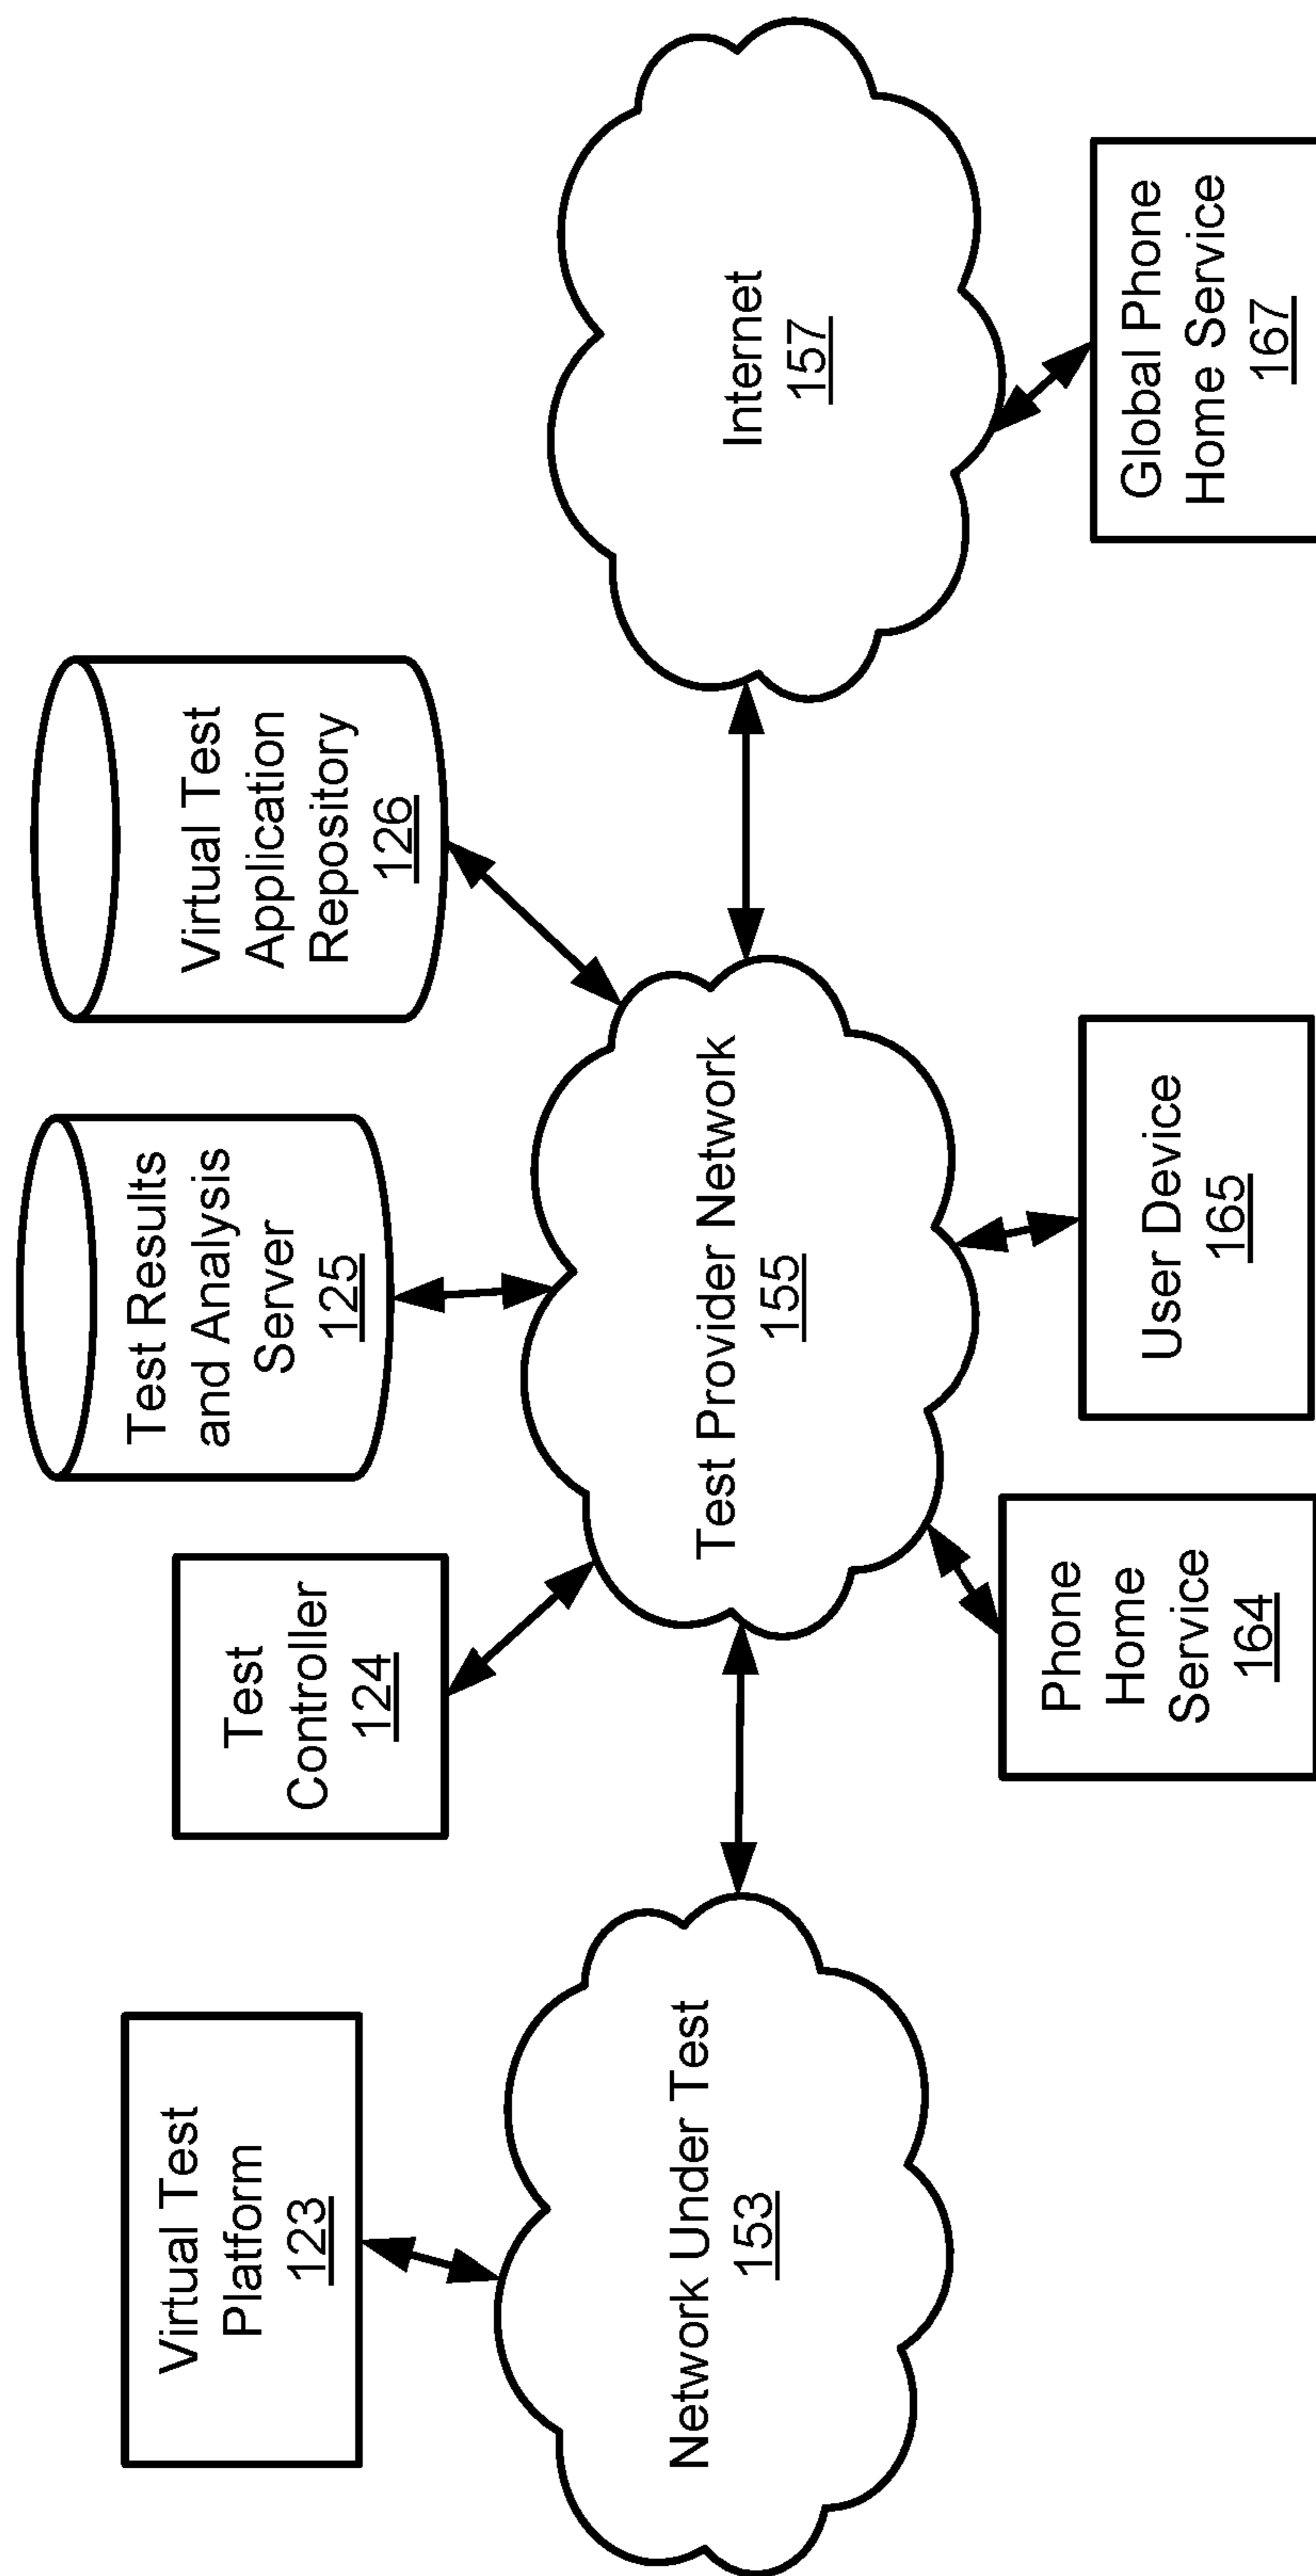 Virtual Test
Platform
123
Test
Controller
124
Test Results
and Analysis
Server
125
Virtual Test
Application
Repository
126
Network Under Test
153
Test Provider Network
155
Internet
157
Phone
Home
Service
164
User Device
165
Global Phone
Home Service
167